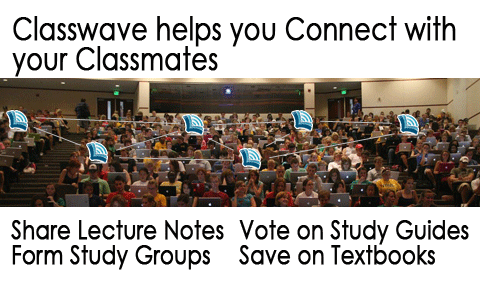 Classwave helps you Connect with
your Classmates
Share Lecture Notes
Form Study Groups
Vote on Study Guides
Save on Textbooks